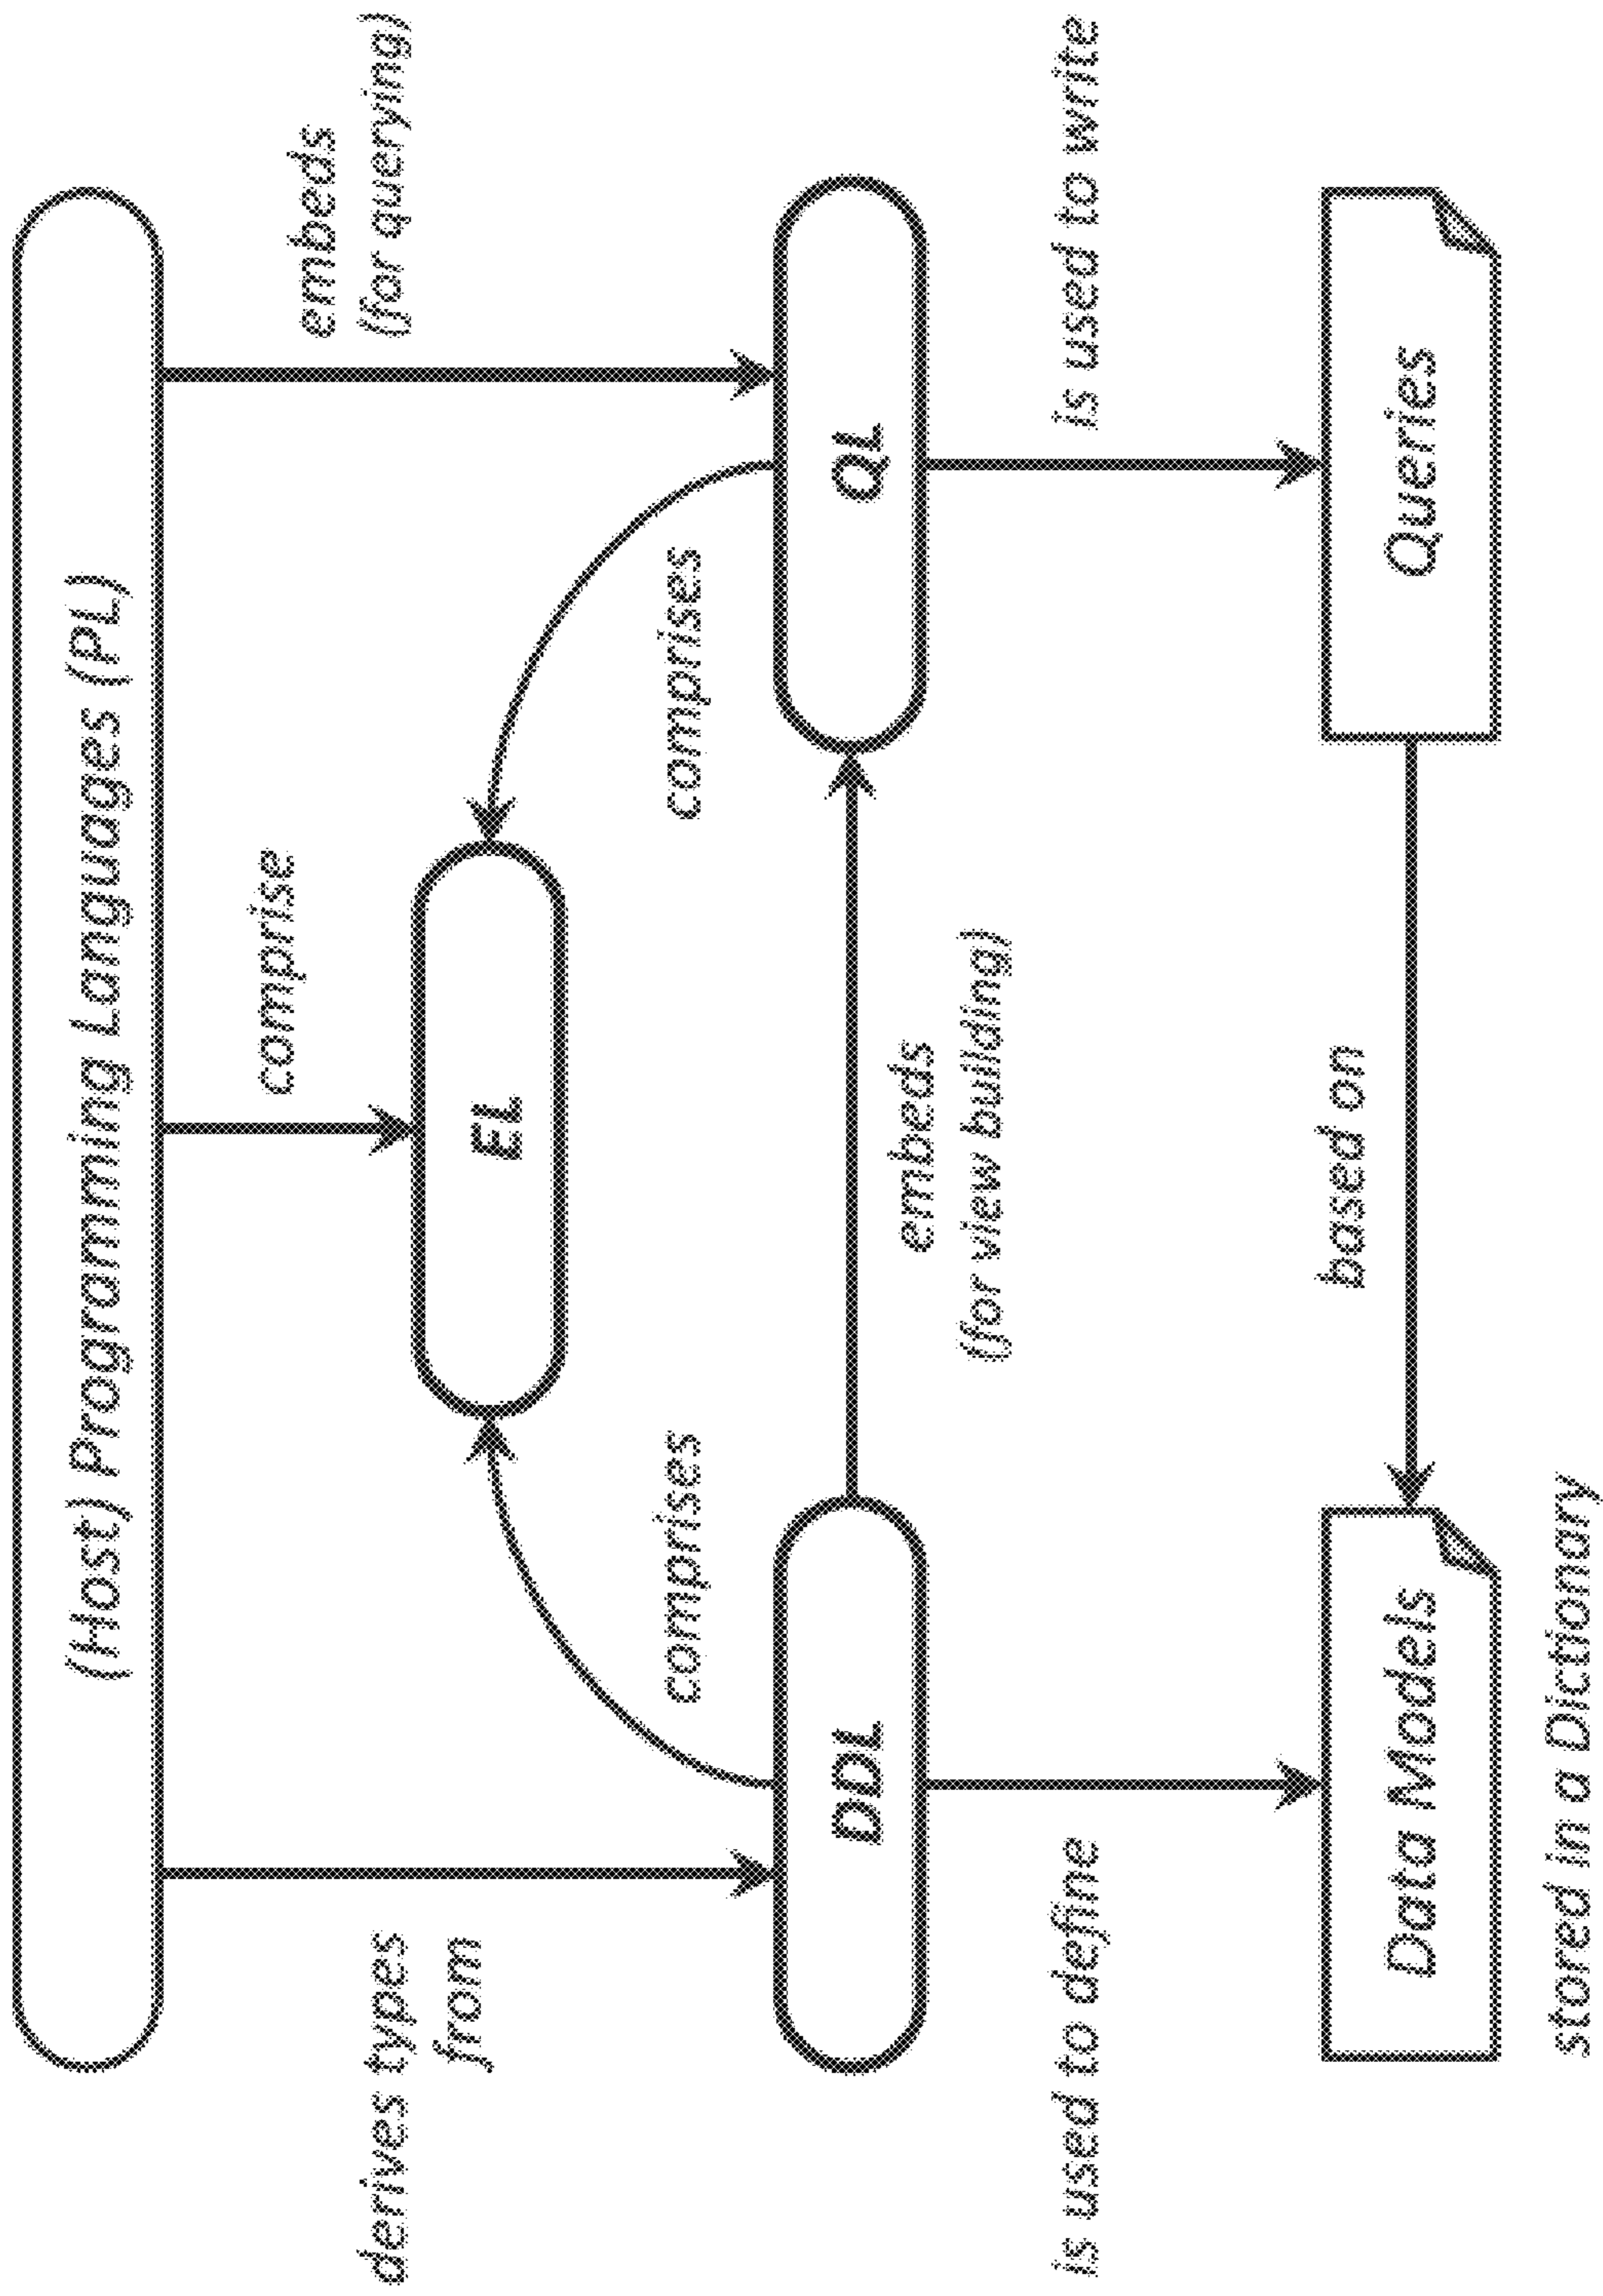 (Host) Programming Languages (PL)
derives types
from
comprise
embeds
(for querying)
EL
comprises
comprises
DDL
embeds
(for view building)
QL
is used to define
is used to write
Data Models
based on
Queries
stored in a Dictionary